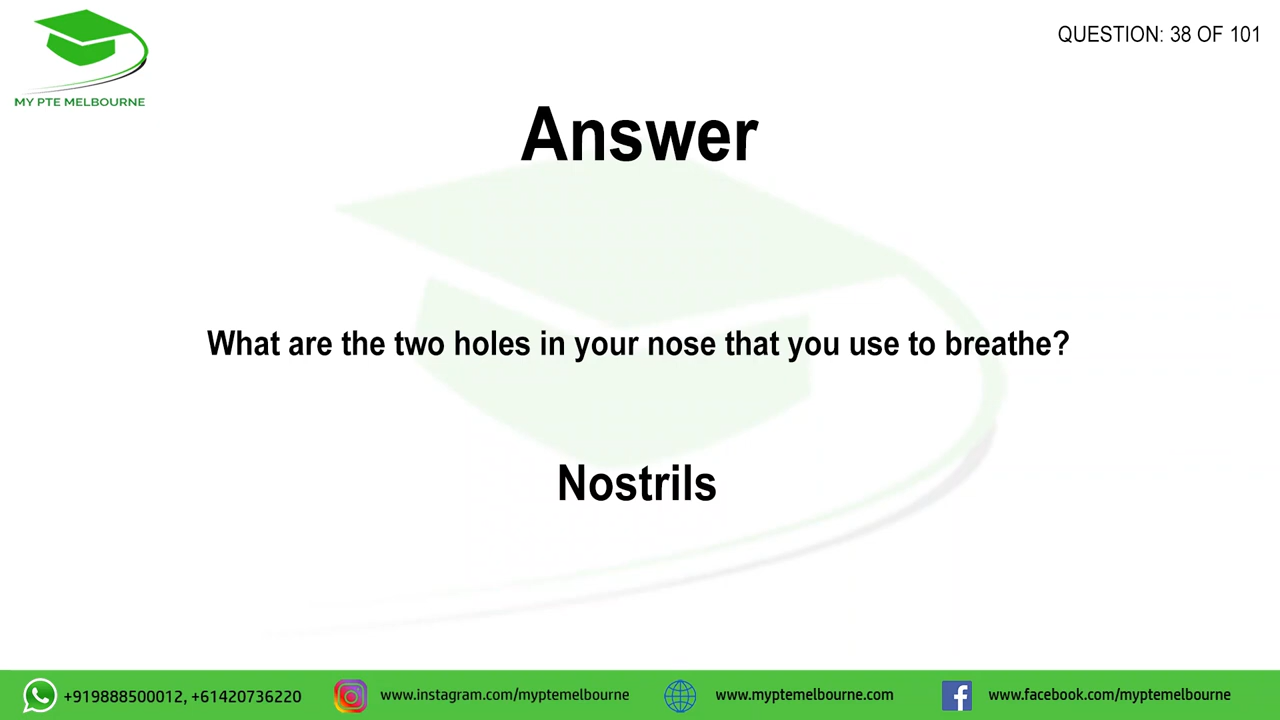 MY PTE MELBOURNE
QUESTION: 38 OF 101
Answer
What are the two holes in your nose that you use to breathe?
Nostrils
+919888500012, +61420736220
www.instagram.com/myptemelbourne
www.myptemelbourne.com
www.facebook.com/myptemelbourne